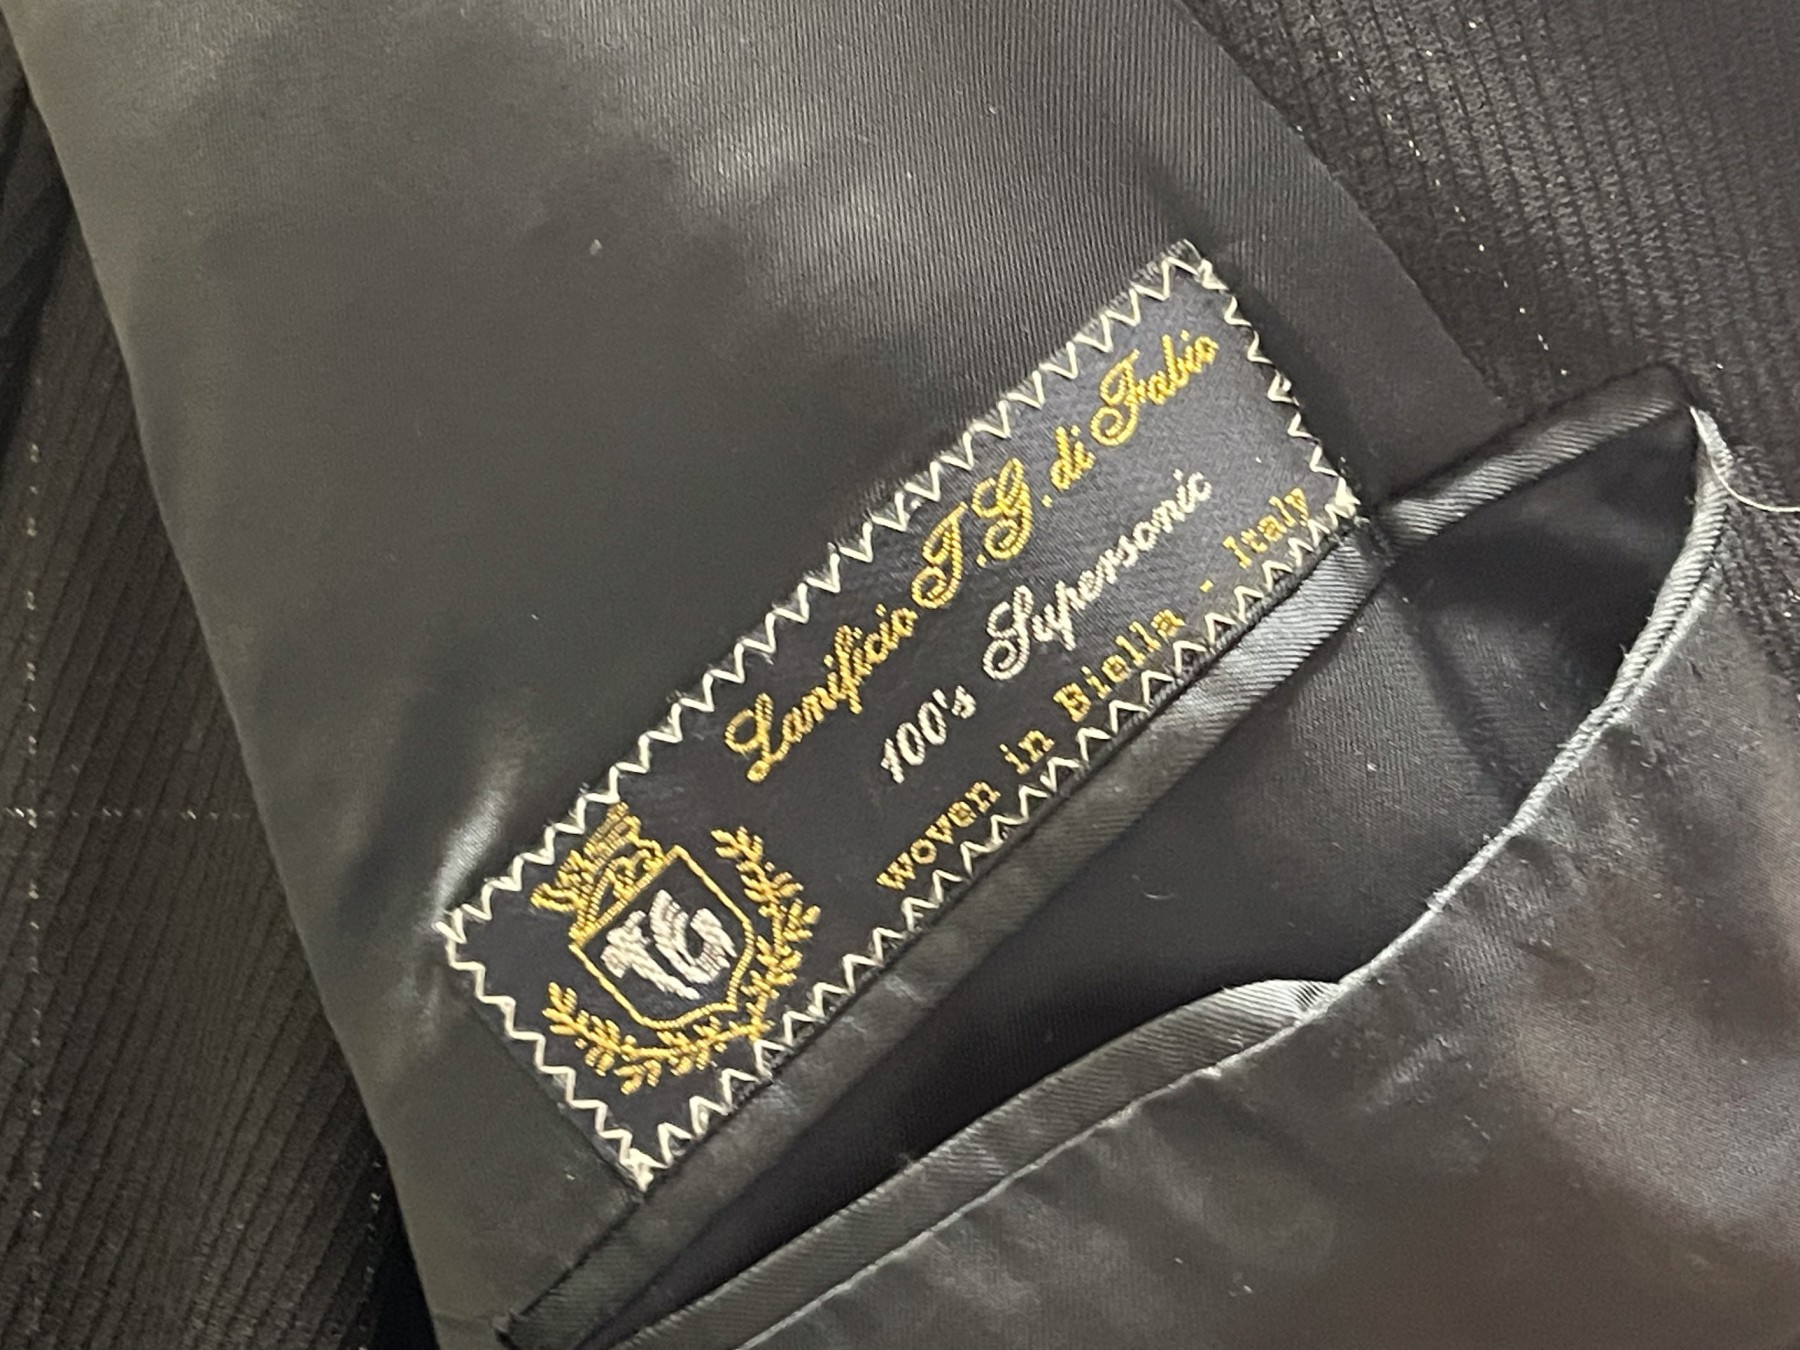 Lanificio T.G. di Fabio
100's Supersonic
woven in Biella - Italy
TG